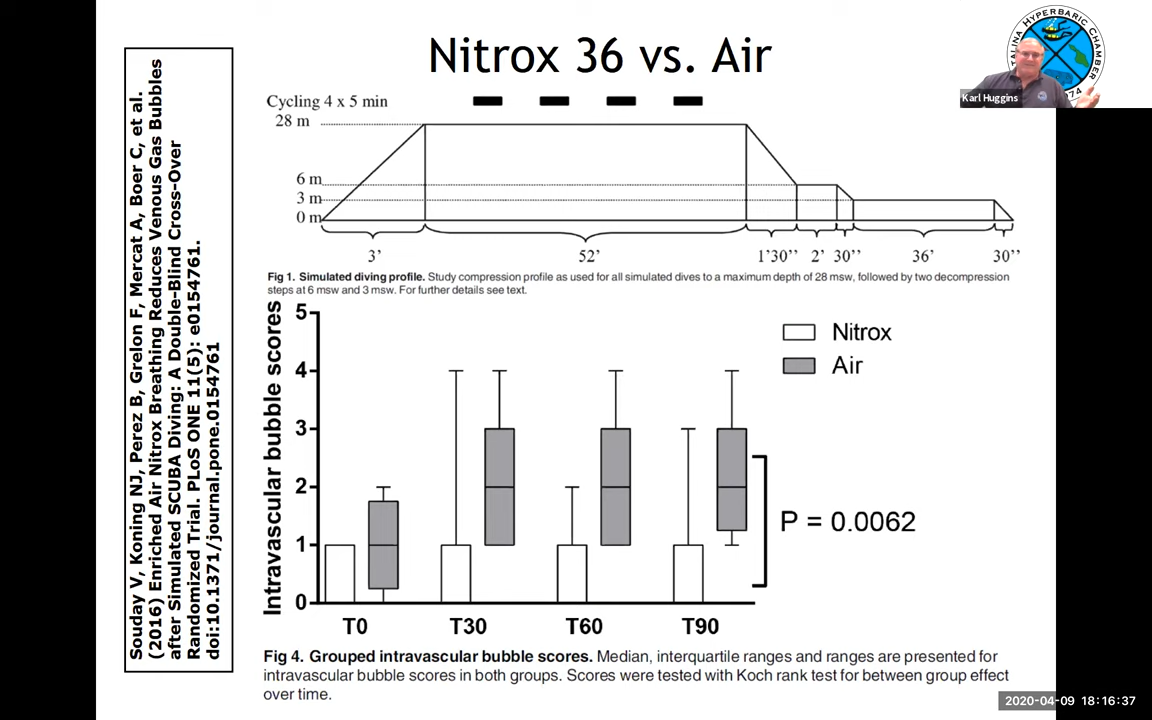 Nitrox 36 vs. Air
Karl Huggins
Souday V, Koning NJ, Perez B, Grelon F, Mercat A, Boer C, et al.
(2016) Enriched Air Nitrox Breathing Reduces Venous Gas Bubbles
after Simulated SCUBA Diving: A Double-Blind Cross-Over
Randomized Trial. PLoS ONE 11(5): e0154761.
doi:10.1371/journal.pone.0154761
Cycling 4 x 5 min
28 m
6 m
3 m
0 m
3’ 52’ 1’30’’ 2’ 30’’ 36’ 30’’
Fig 1. Simulated diving profile. Study compression profile as used for all simulated dives to a maximum depth of 28 msw, followed by two decompression
steps at 6 msw and 3 msw. For further details see text.
Intravascular bubble scores
5
4
3
2
1
0
T0 T30 T60 T90
Nitrox
Air
P = 0.0062
Fig 4. Grouped intravascular bubble scores. Median, interquartile ranges and ranges are presented for
intravascular bubble scores in both groups. Scores were tested with Koch rank test for between group effect
over time.
2020-04-09 18:16:37